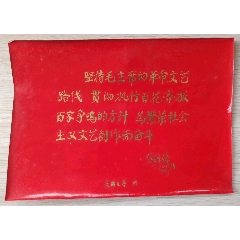 坚持毛主席的革命文艺
路线 贯彻执行百花齐放
百家争鸣的方针 为繁荣社会
主义文艺创作而奋斗